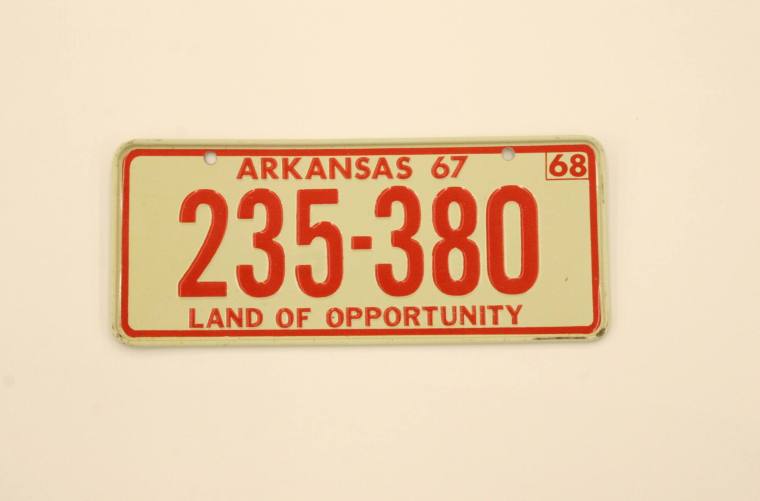 ARKANSAS 67
68
235-380
LAND OF OPPORTUNITY